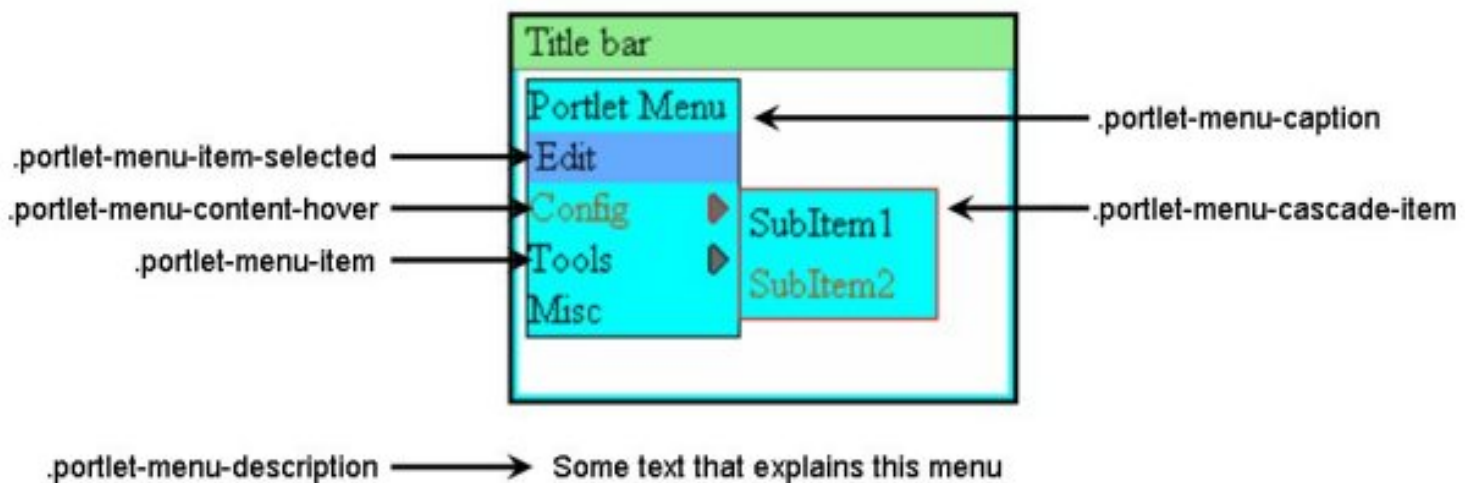 Title bar
Portlet Menu
.portlet-menu-caption
.portlet-menu-item-selected
Edit
.portlet-menu-content-hover
Config
SubItem1
.portlet-menu-cascade-item
.portlet-menu-item
Tools
SubItem2
Misc
.portlet-menu-description
Some text that explains this menu